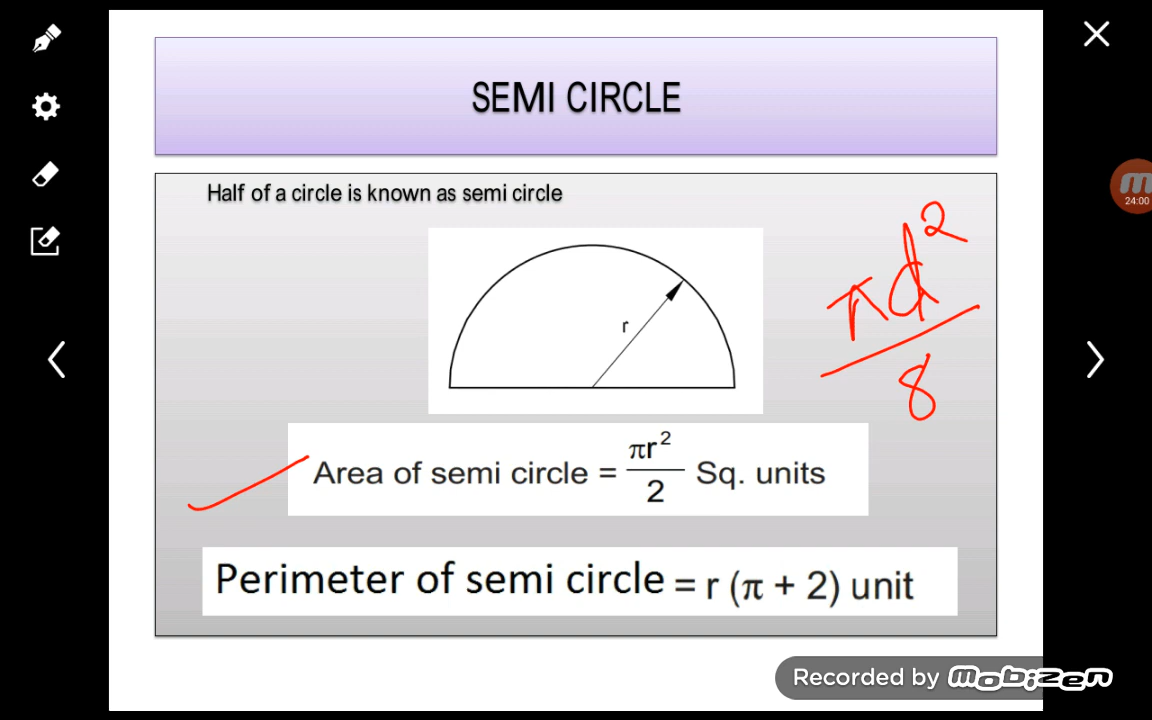 SEMI CIRCLE
Half of a circle is known as semi circle
r
πd²
8
Area of semi circle = πr²/2 Sq. units
Perimeter of semi circle = r (π + 2) unit
24:00
Recorded by mobizen